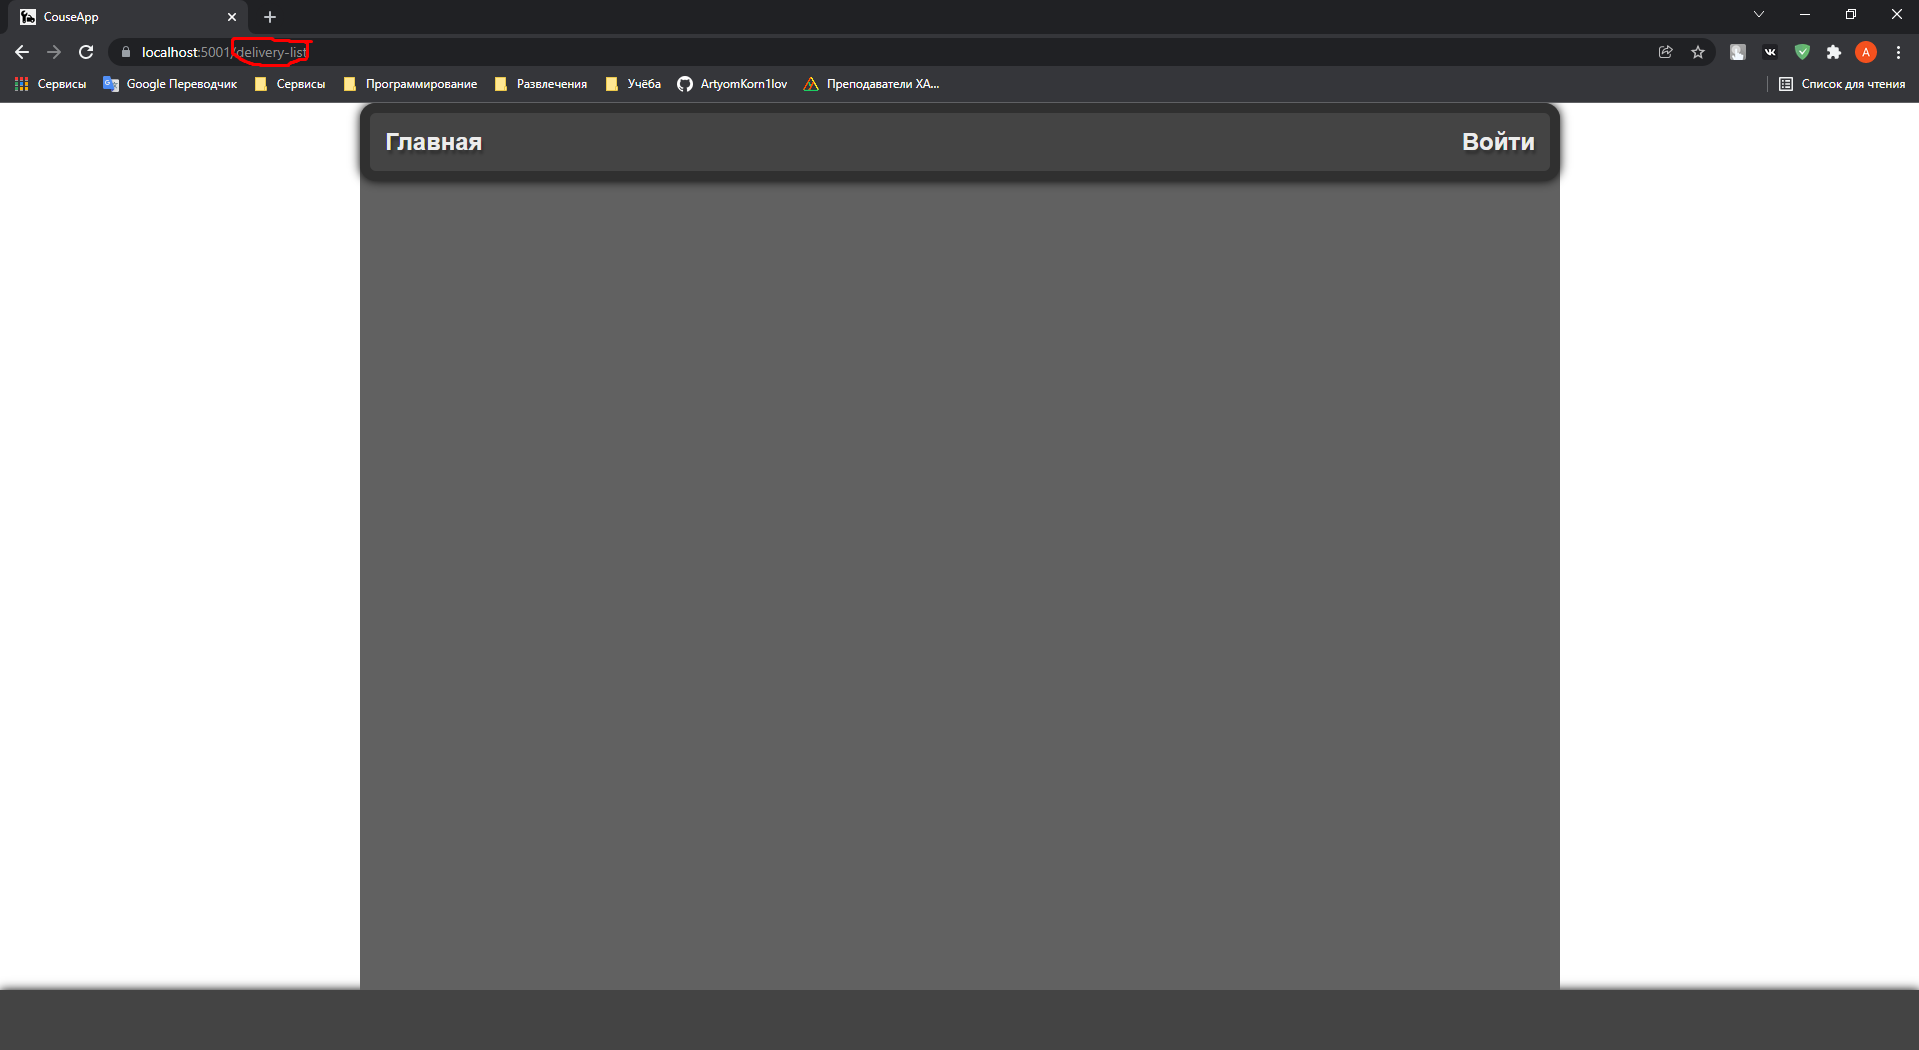 CouseApp
localhost:5001/delivery-list
A
Сервисы
Google Переводчик
Сервисы
Программирование
Развлечения
Учёба
ArtyomKorn1lov
Преподаватели ХА...
Список для чтения
Главная
Войти